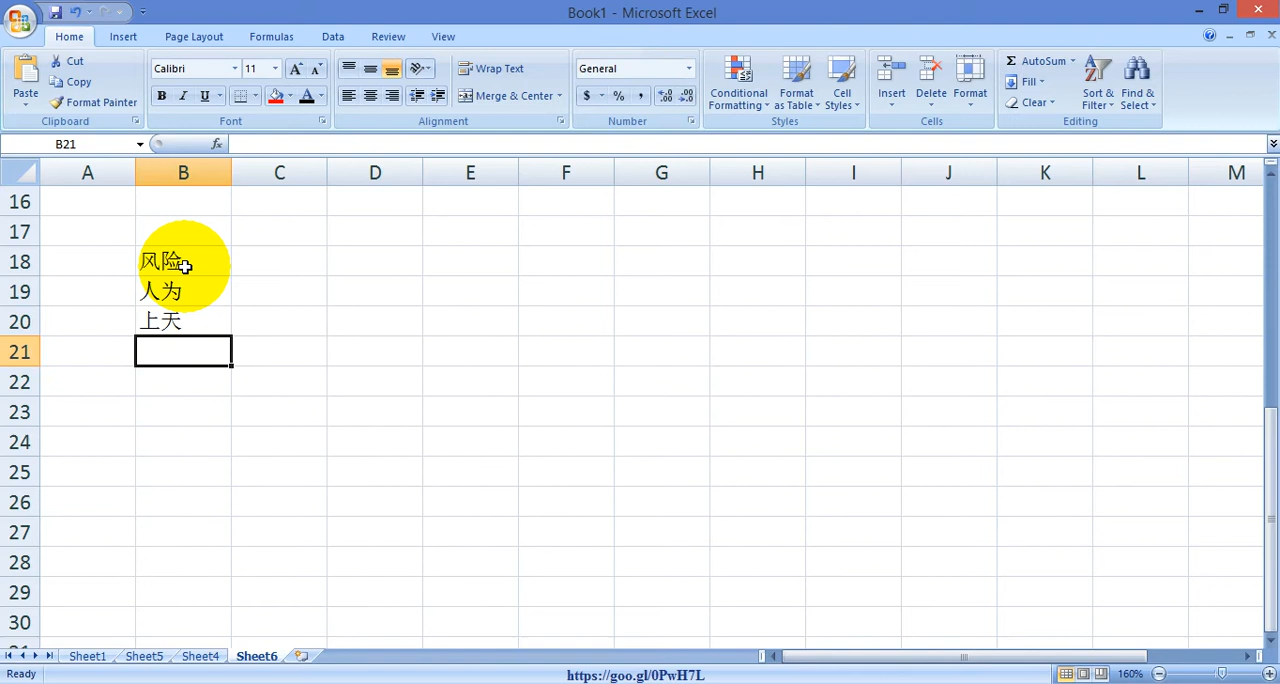 Book1 - Microsoft Excel
Home Insert Page Layout Formulas Data Review View
Paste Cut Copy Format Painter Clipboard
Calibri 11 A A B I U A Font
Wrap Text Merge & Center Alignment
General $ % , .0 .00 .00 .0 Number
Conditional Formatting Format as Table Cell Styles Styles
Insert Delete Format Cells
Σ AutoSum Fill Clear Sort & Filter Find & Select Editing
B21 fx
A B C D E F G H I J K L M
16
17
18 风险
19 人为
20 上天
21
22
23
24
25
26
27
28
29
30
Sheet1 Sheet5 Sheet4 Sheet6
Ready https://goo.gl/0PwH7L 160%